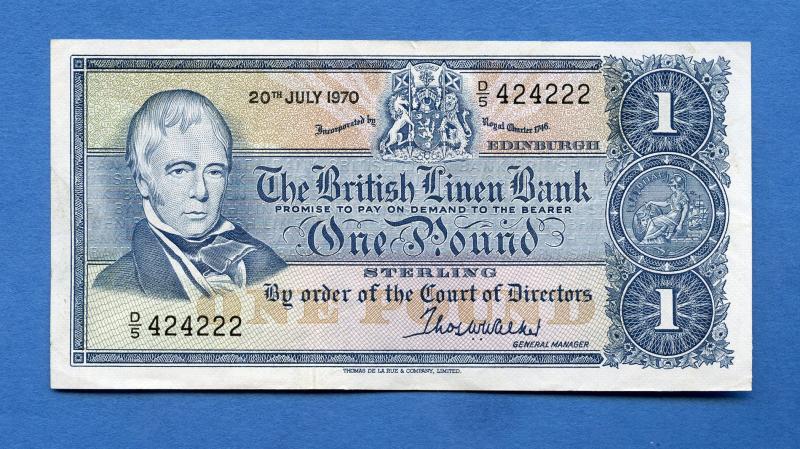 20TH JULY 1970
D/5 424222
Incorporated by Royal Charter 1746.
EDINBURGH
1
The British Linen Bank
PROMISE TO PAY ON DEMAND TO THE BEARER
One Pound
STERLING
By order of the Court of Directors
ONE POUND
D/5 424222
1
GENERAL MANAGER
THOMAS DE LA RUE & COMPANY, LIMITED.